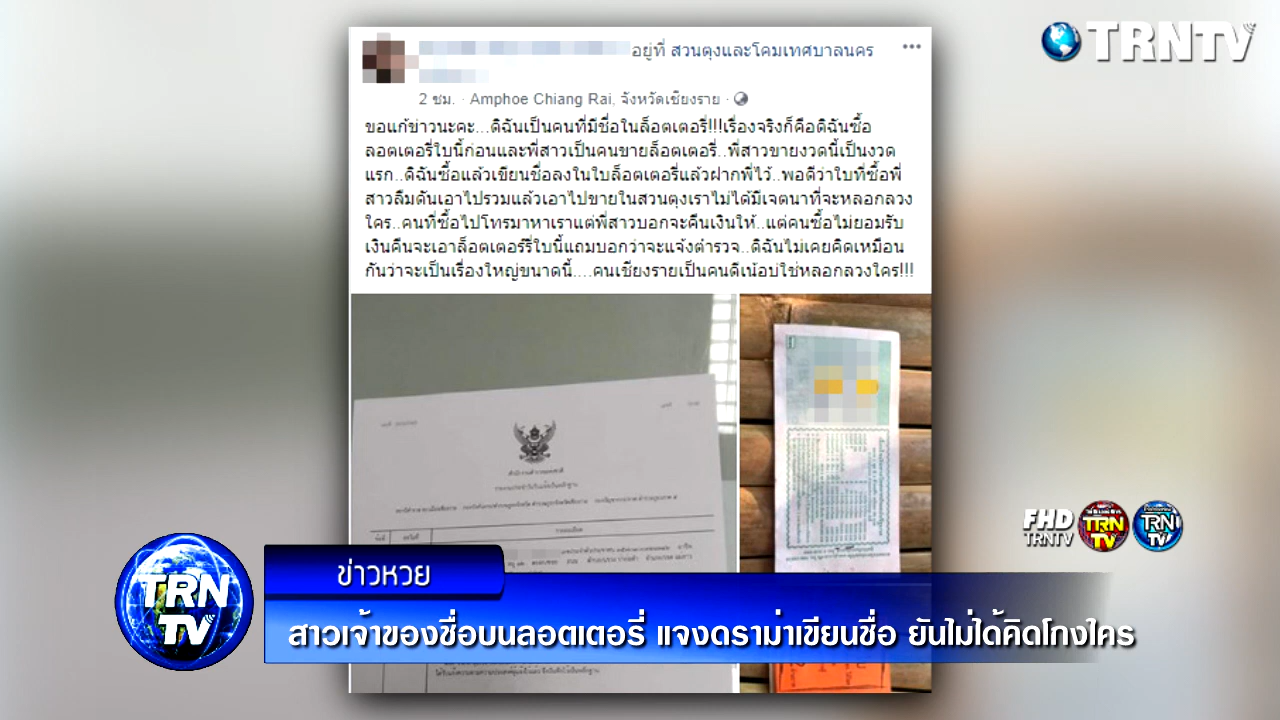 TRNTV
อยู่ที่ สวนตุงและโคมเทศบาลนคร
2 ชม. · Amphoe Chiang Rai, จังหวัดเชียงราย ·
ขอแก้ข่าวนะคะ...ดิฉันเป็นคนที่มีชื่อในล็อตเตอรี่!!!เรื่องจริงก็คือดิฉันซื้อ
ลอตเตอรี่ใบนี้ก่อนและพี่สาวเป็นคนขายล็อตเตอรี่..พี่สาวขายงวดนี้เป็นงวด
แรก..ดิฉันซื้อแล้วเขียนชื่อลงในใบล็อตเตอรี่แล้วฝากพี่ไว้..พอดีว่าใบที่ซื้อพี่
สาวลืมดันเอาไปรวมแล้วเอาไปขายในสวนตุงเราไม่ได้มีเจตนาที่จะหลอกลวง
ใคร..คนที่ซื้อไปโทรมาหาเราแต่พี่สาวบอกจะคืนเงินให้..แต่คนซื้อไม่ยอมรับ
เงินคืนจะเอาล็อตเตอร์รี่ใบนี้แถมบอกว่าจะแจ้งตำรวจ..ดิฉันไม่เคยคิดเหมือน
กันว่าจะเป็นเรื่องใหญ่ขนาดนี้....คนเชียงรายเป็นคนดีเน้อบ่ใช่หลอกลวงใคร!!!
สำนักงานตำรวจแห่งชาติ
FHD
TRNTV
TRN
TV
TRN
TV
TRN
TV
ข่าวหวย
สาวเจ้าของชื่อบนลอตเตอรี่ แจงดราม่าเขียนชื่อ ยันไม่ได้คิดโกงใคร